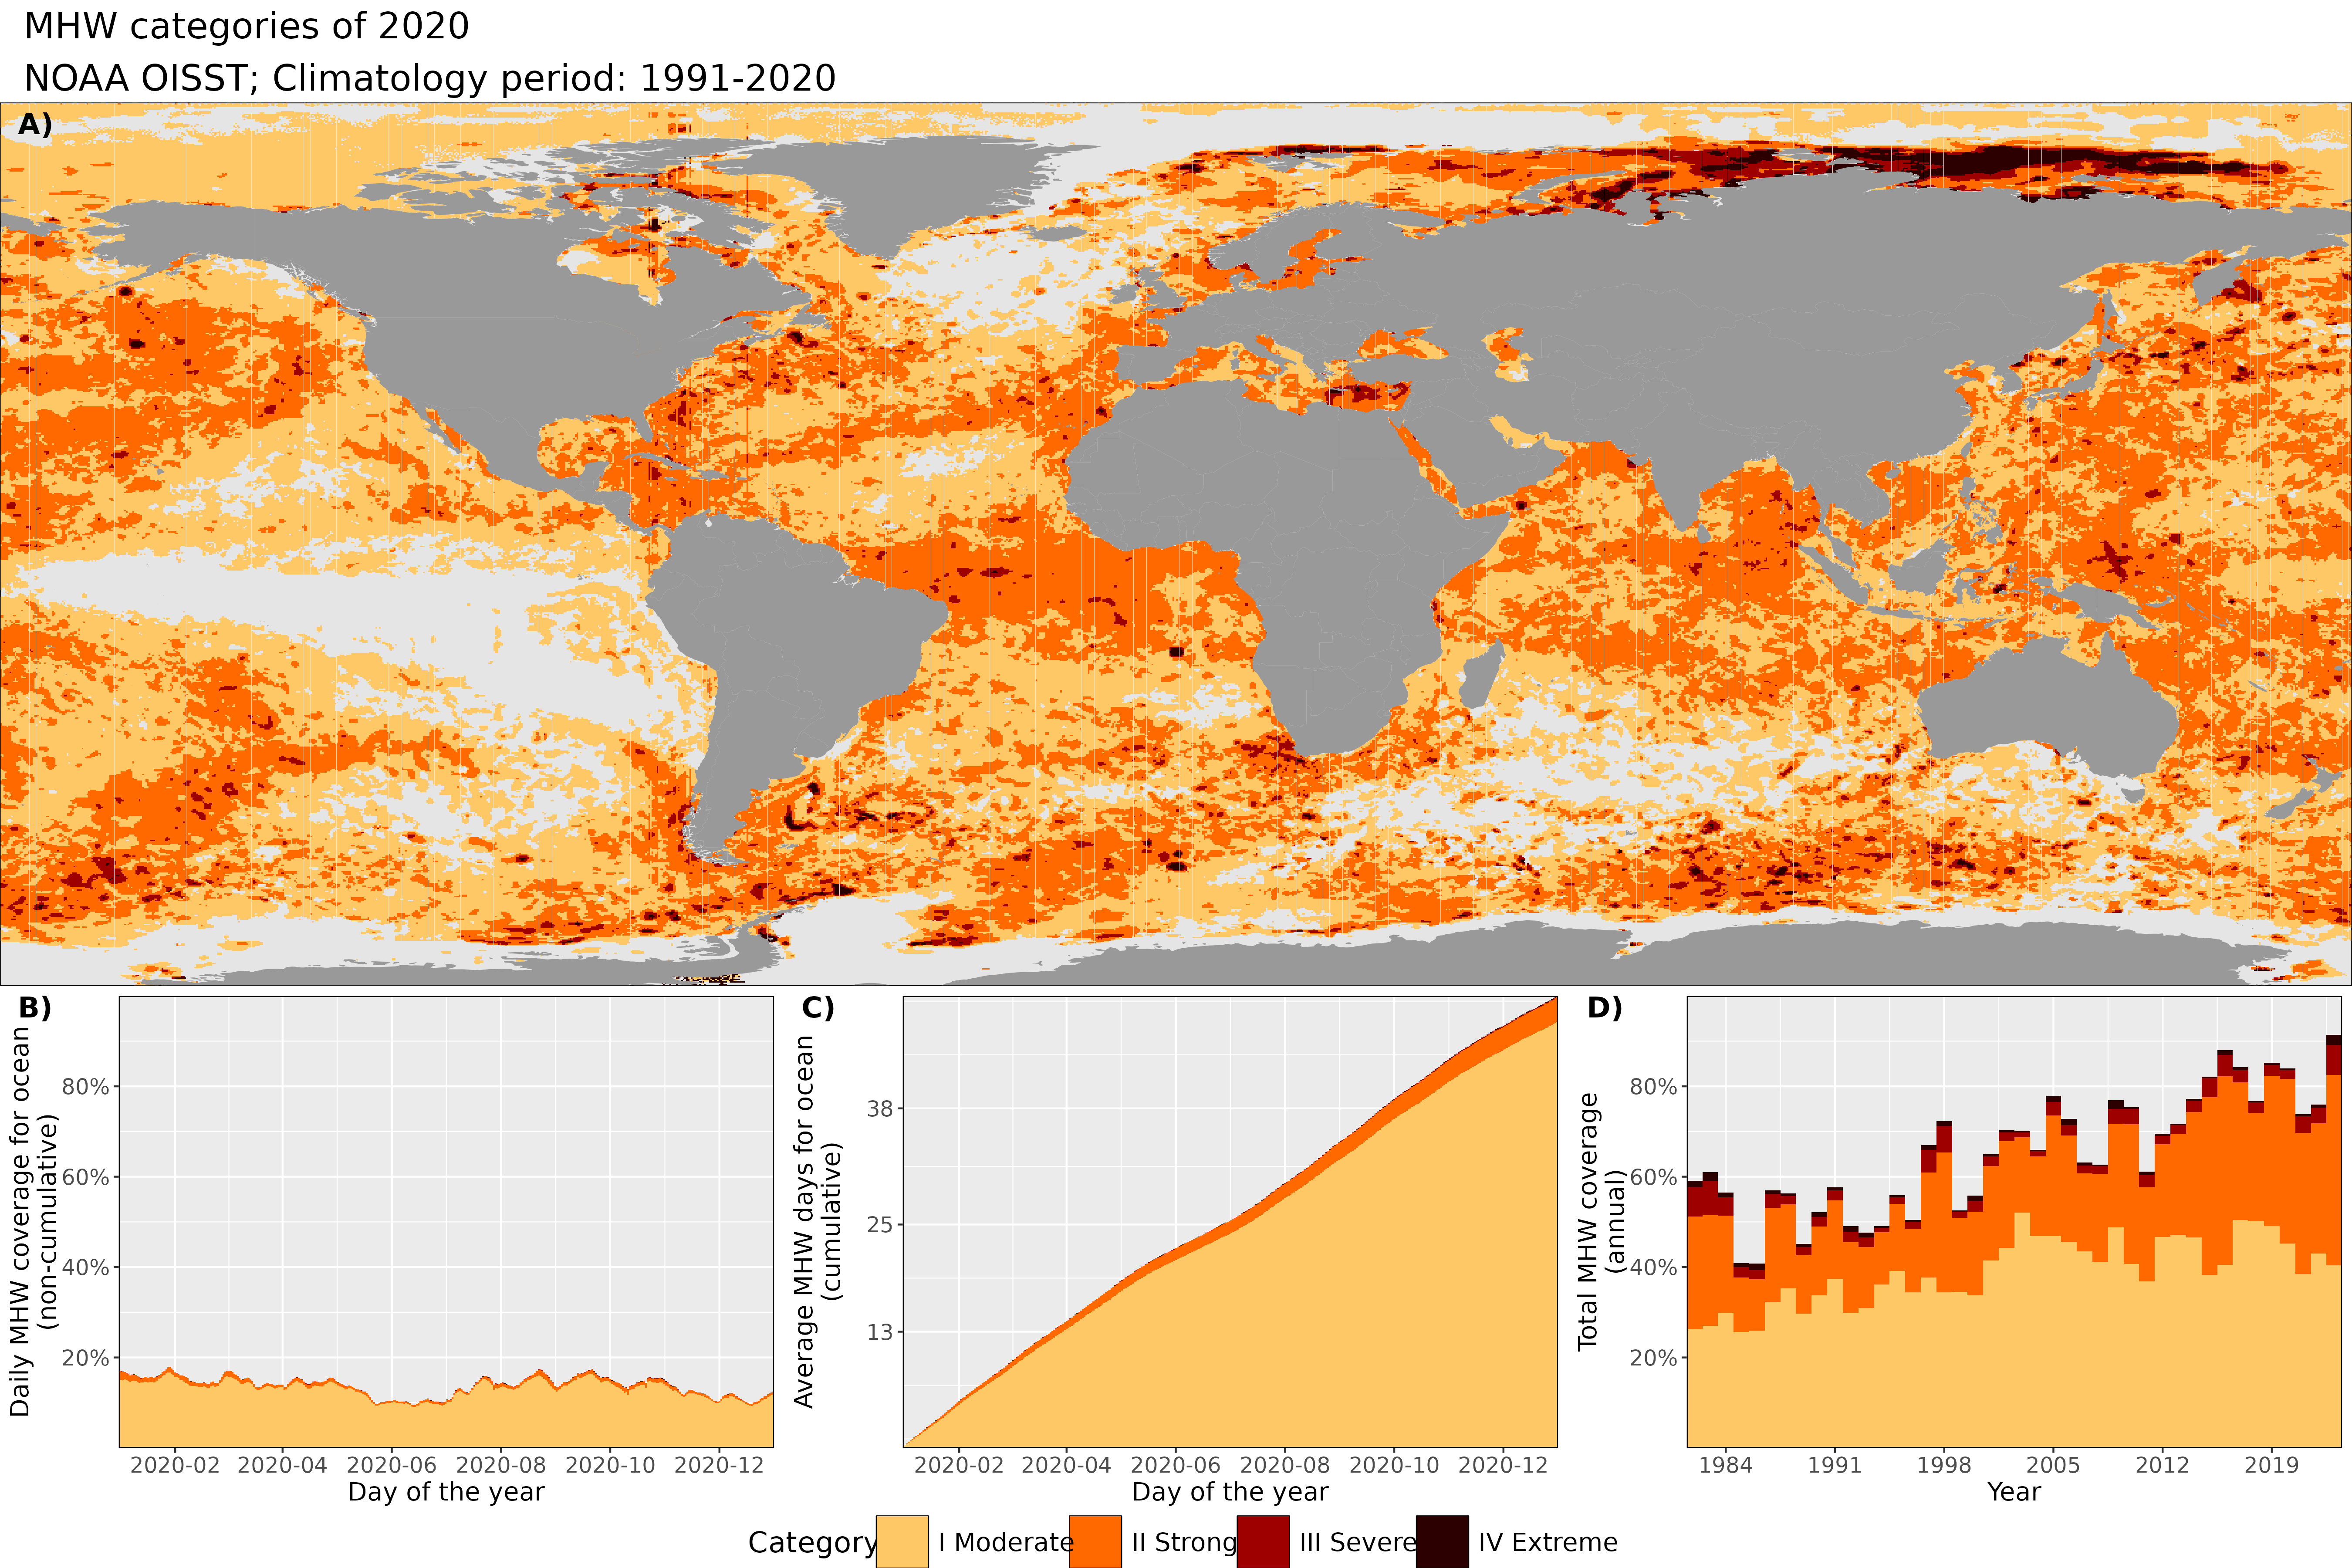 MHW categories of 2020
NOAA OISST; Climatology period: 1991-2020
A)
B)
Daily MHW coverage for ocean
(non-cumulative)
80%
60%
40%
20%
2020-02 2020-04 2020-06 2020-08 2020-10 2020-12
Day of the year
C)
Average MHW days for ocean
(cumulative)
38
25
13
2020-02 2020-04 2020-06 2020-08 2020-10 2020-12
Day of the year
D)
Total MHW coverage
(annual)
80%
60%
40%
20%
1984 1991 1998 2005 2012 2019
Year
Category I Moderate II Strong III Severe IV Extreme